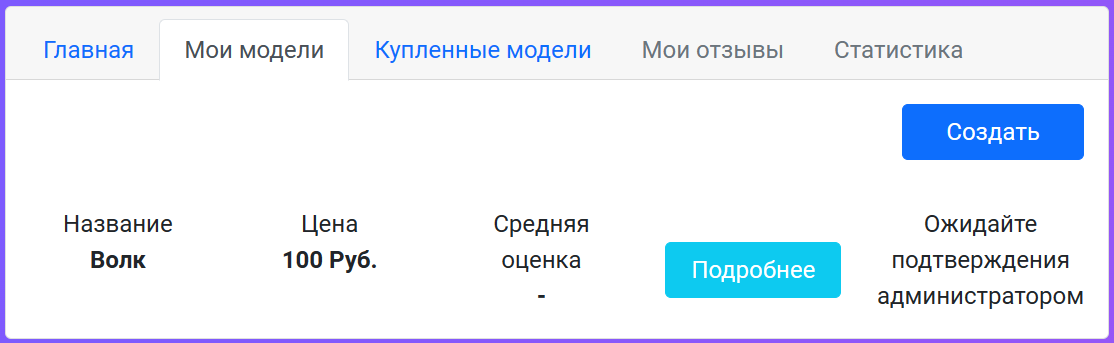 Главная Мои модели Купленные модели Мои отзывы Статистика
Создать
Название Цена Средняя Ожидайте
Волк 100 Руб. оценка Подробнее подтверждения
- администратором